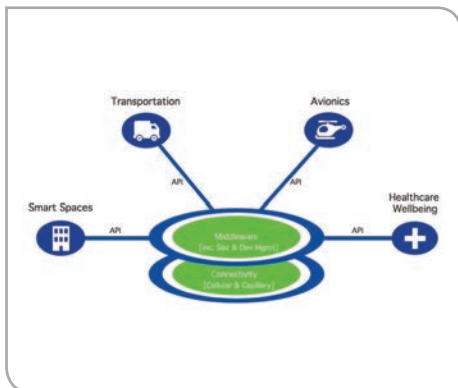 Transportation
Avionics
API
API
Smart Spaces
API
Middleware
[inc. Sec & Dev Mgmt]
API
Healthcare
Wellbeing
Connectivity
[Cellular & Capillary]